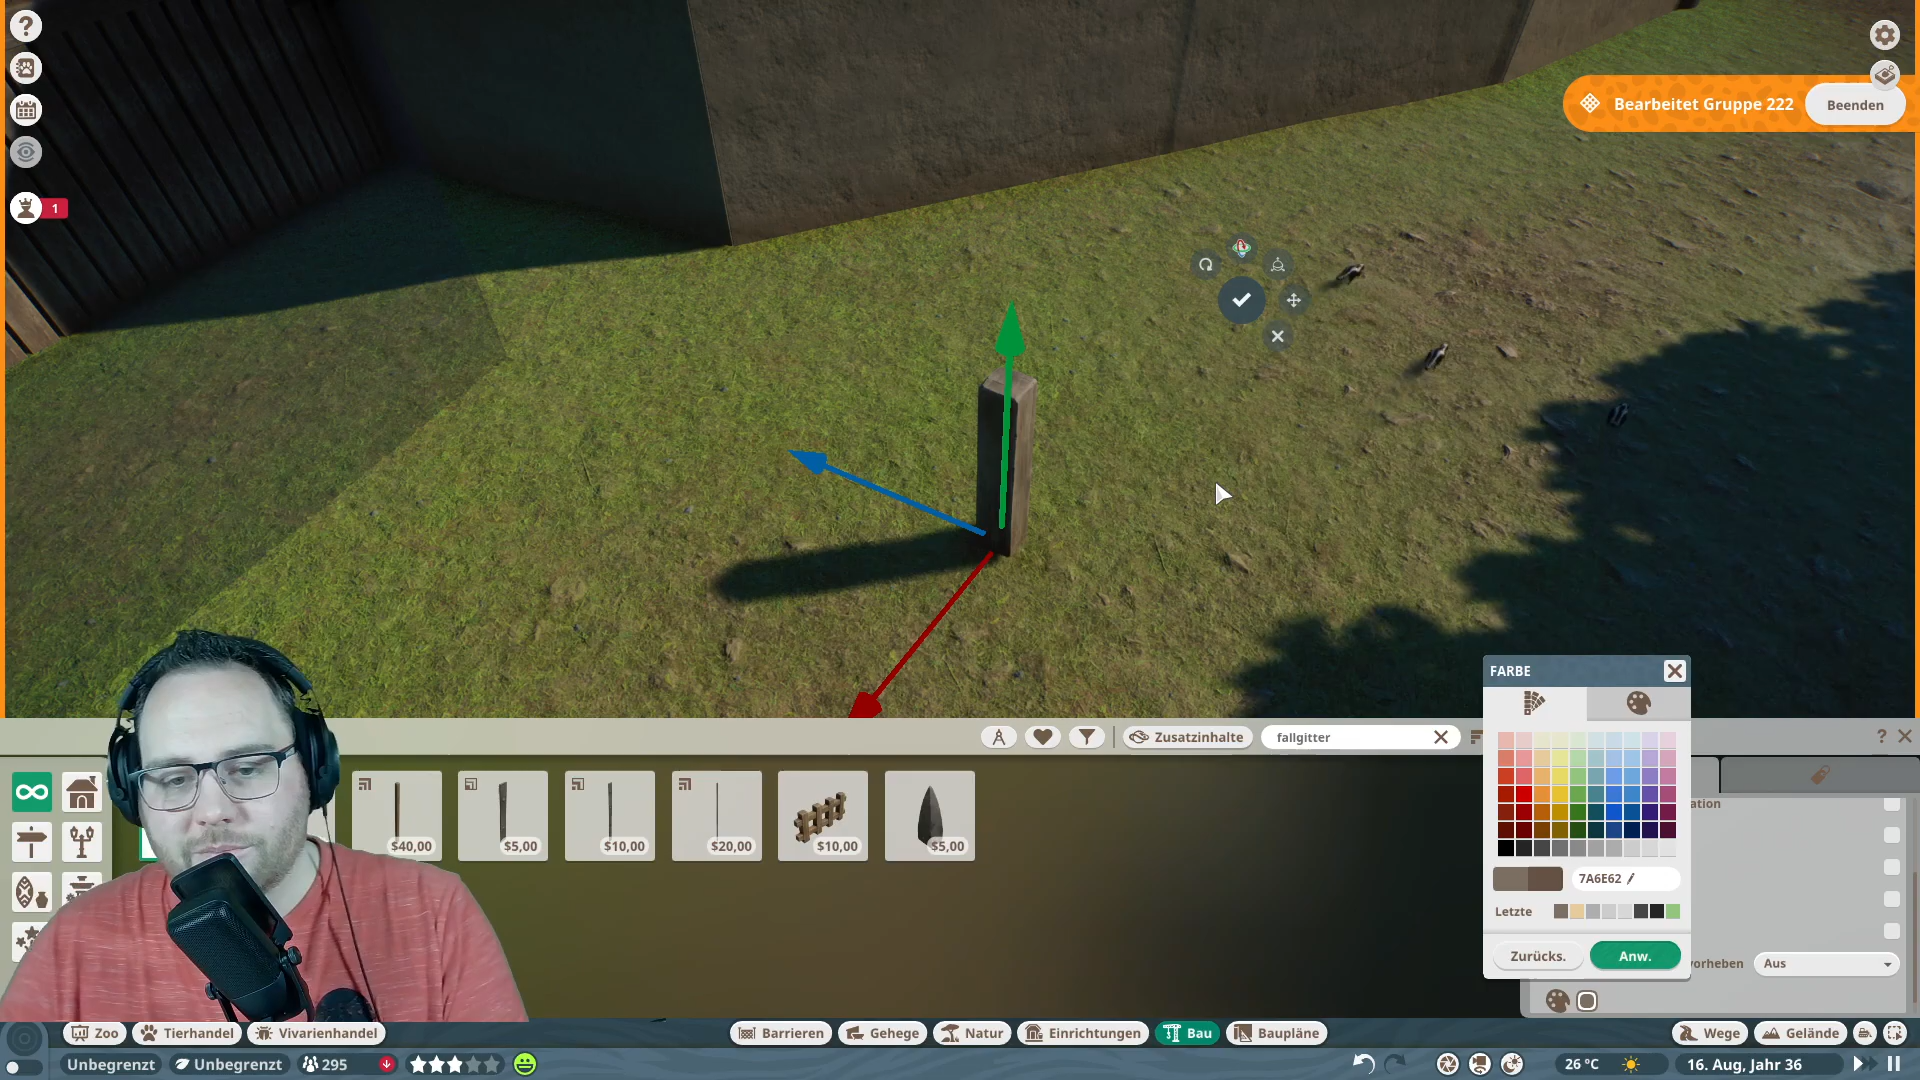 ?
Bearbeitet Gruppe 222
Beenden
1
FARBE
Zusatzinhalte
fallgitter
?
$40,00
$5,00
$10,00
$20,00
$10,00
$5,00
ation
7A6E62
Letzte
Zurücks.
Anw.
vorheben
Aus
Zoo
Tierhandel
Vivarienhandel
Barrieren
Gehege
Natur
Einrichtungen
Bau
Baupläne
Wege
Gelände
Unbegrenzt
Unbegrenzt
295
26 °C
16. Aug, Jahr 36